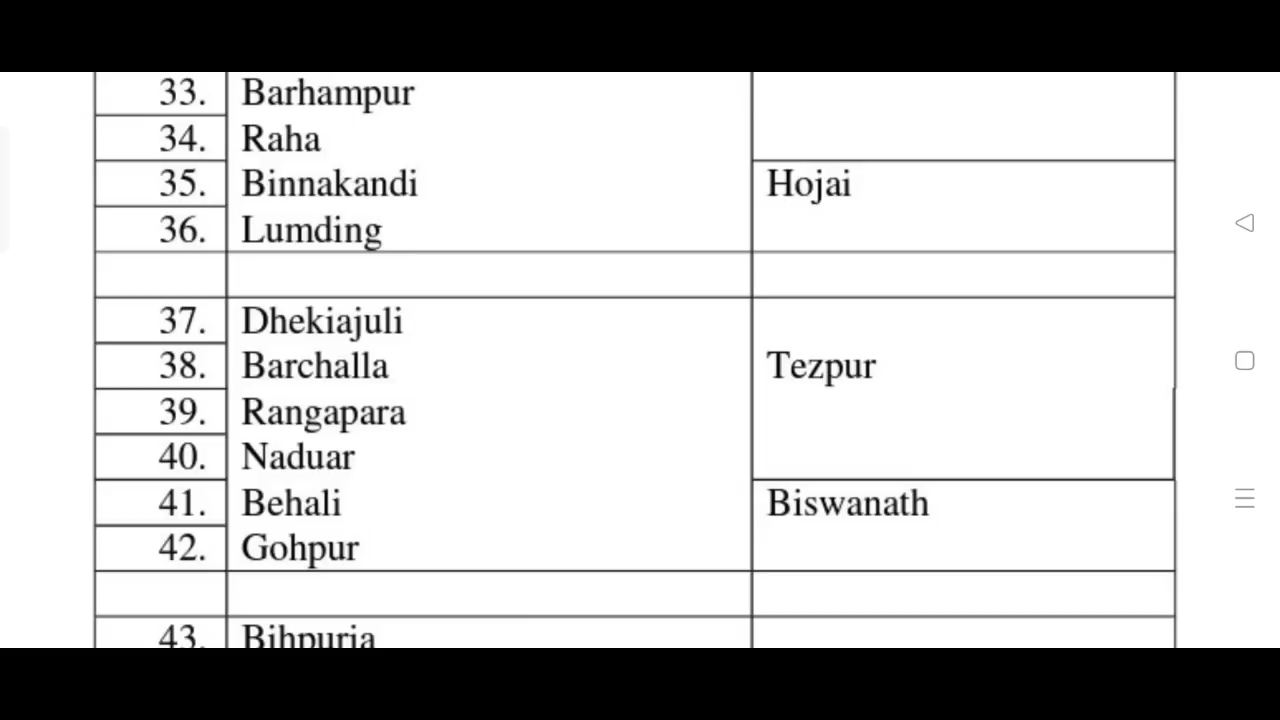 33. Barhampur
34. Raha
35. Binnakandi Hojai
36. Lumding
37. Dhekiajuli
38. Barchalla Tezpur
39. Rangapara
40. Naduar
41. Behali Biswanath
42. Gohpur
43. Bihpuria